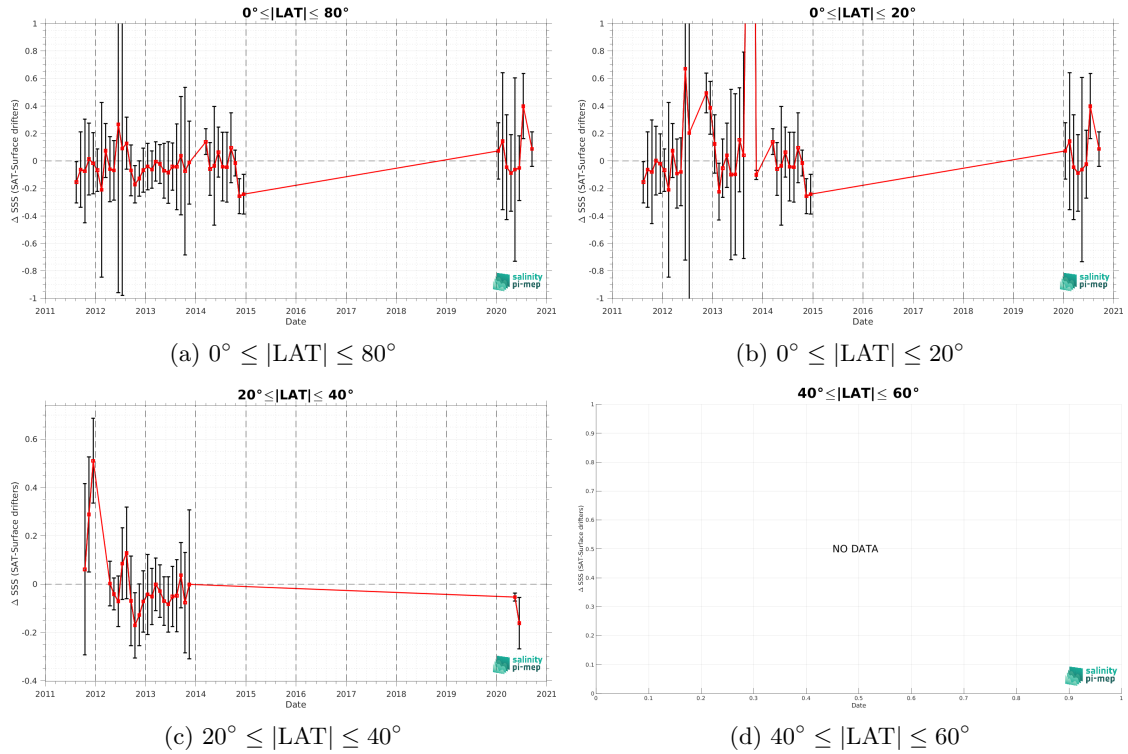 0°≤|LAT|≤ 80°
1
0.8
0.6
0.4
0.2
0
-0.2
-0.4
-0.6
-0.8
-1
Δ SSS (SAT-Surface drifters)
2011 2012 2013 2014 2015 2016 2017 2018 2019 2020 2021
Date
salinity
pi-mep
(a) 0° ≤ |LAT| ≤ 80°
0°≤|LAT|≤ 20°
1
0.8
0.6
0.4
0.2
0
-0.2
-0.4
-0.6
-0.8
-1
Δ SSS (SAT-Surface drifters)
2011 2012 2013 2014 2015 2016 2017 2018 2019 2020 2021
Date
salinity
pi-mep
(b) 0° ≤ |LAT| ≤ 20°
20°≤|LAT|≤ 40°
0.6
0.4
0.2
0
-0.2
-0.4
Δ SSS (SAT-Surface drifters)
2011 2012 2013 2014 2015 2016 2017 2018 2019 2020 2021
Date
salinity
pi-mep
(c) 20° ≤ |LAT| ≤ 40°
40°≤|LAT|≤ 60°
1
0.9
0.8
0.7
0.6
0.5
0.4
0.3
0.2
0.1
0
Δ SSS (SAT-Surface drifters)
NO DATA
0 0.1 0.2 0.3 0.4 0.5 0.6 0.7 0.8 0.9 1
Date
salinity
pi-mep
(d) 40° ≤ |LAT| ≤ 60°